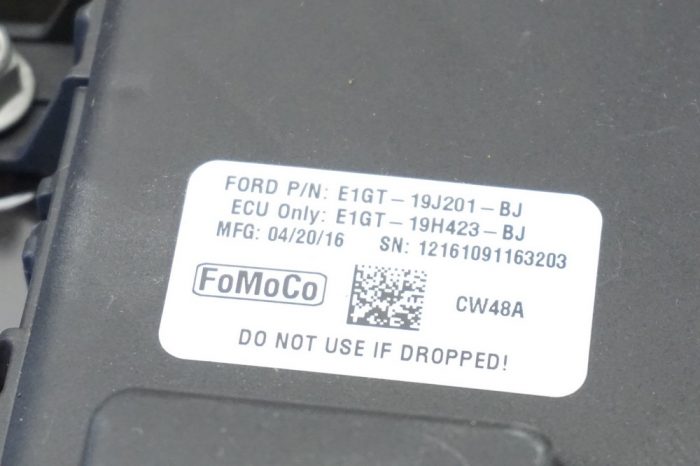 FORD P/N: E1GT-19J201-BJ
ECU Only: E1GT-19H423-BJ
MFG: 04/20/16 SN: 12161091163203
FoMoCo CW48A
DO NOT USE IF DROPPED!